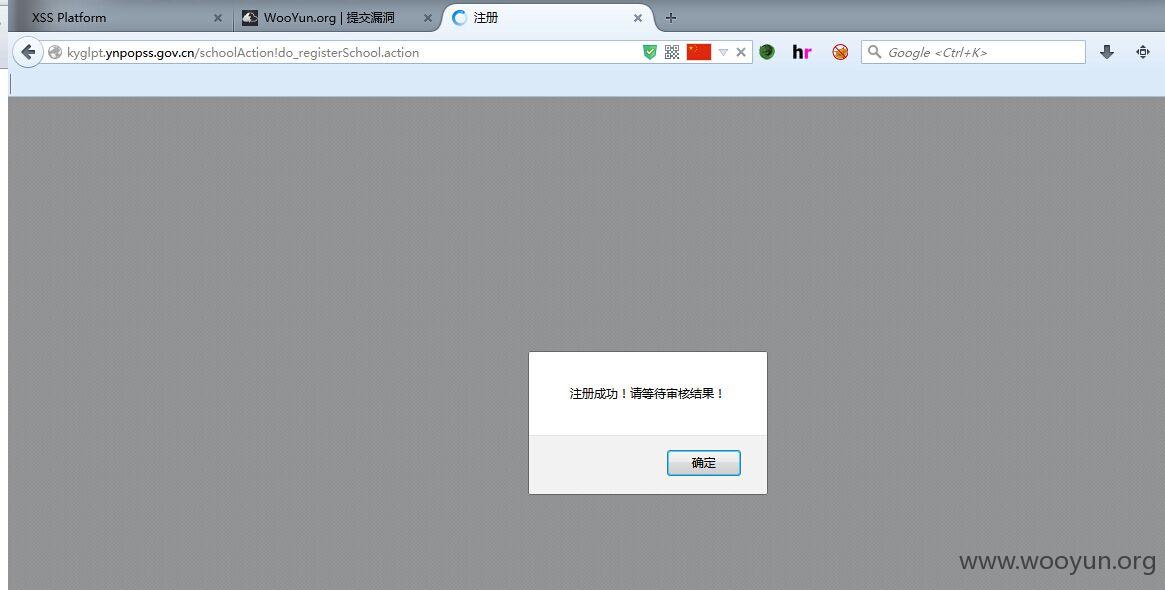 XSS Platform
WooYun.org | 提交漏洞
注册
kyglpt.ynpopss.gov.cn/schoolAction!do_registerSchool.action
hr
Google <Ctrl+K>
注册成功！请等待审核结果！
确定
www.wooyun.org